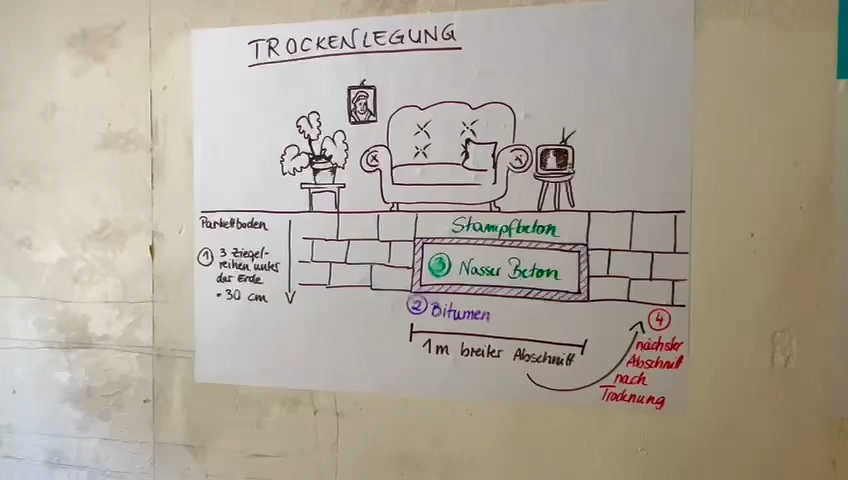 TROCKENLEGUNG
Parkettboden
① 3 Ziegel-
reihen unter
der Erde
= 30 cm
Stampfbeton
③ Nasser Beton
② Bitumen
1m breiter Abschnitt
④
nächster
Abschnitt
nach
Trocknung